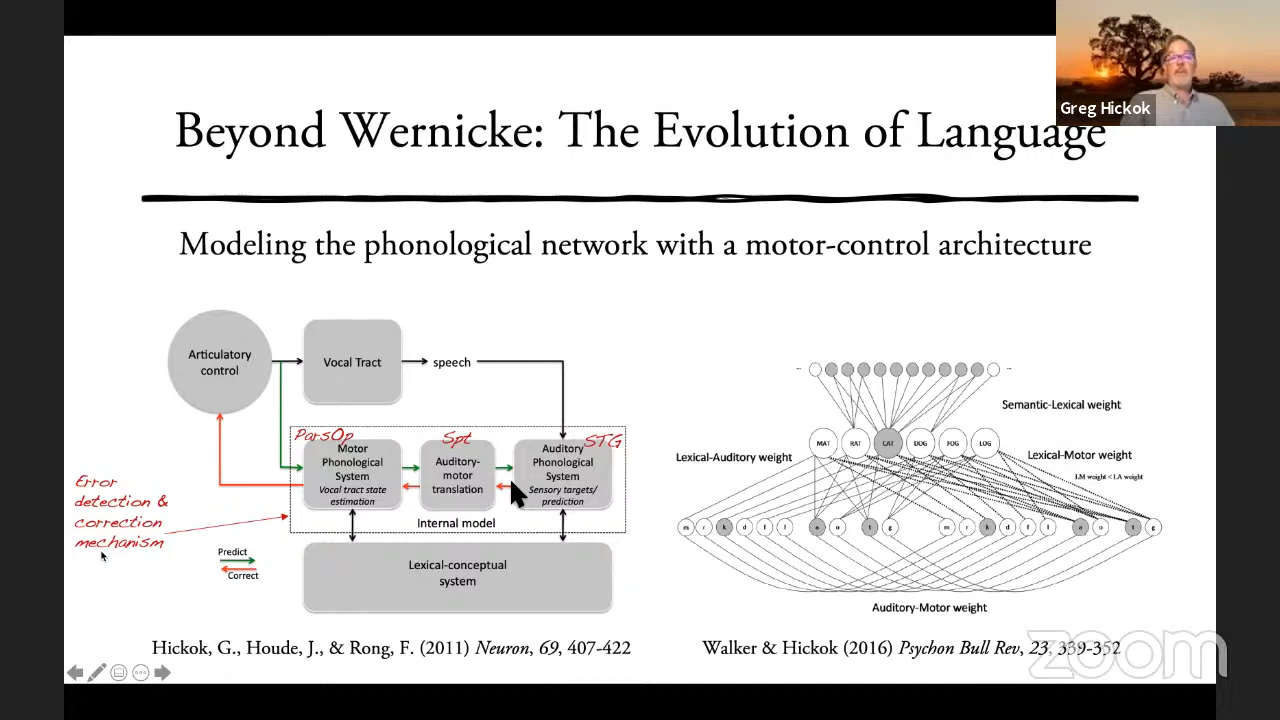 Greg Hickok
Beyond Wernicke: The Evolution of Language
Modeling the phonological network with a motor-control architecture
Articulatory
control
Vocal Tract
speech
ParsOp
Spt
STG
Motor
Phonological
System
Vocal tract state
estimation
Auditory-
motor
translation
Auditory
Phonological
System
Sensory targets/
prediction
Internal model
Error
detection &
correction
mechanism
Predict
Correct
Lexical-conceptual
system
Hickok, G., Houde, J., & Rong, F. (2011) Neuron, 69, 407-422
... ...
Semantic-Lexical weight
MAT RAT CAT DOG FOG LOG
Lexical-Auditory weight
Lexical-Motor weight
LM weight < LA weight
m r k d f l a o t g m r k d f l a o t g
Auditory-Motor weight
Walker & Hickok (2016) Psychon Bull Rev, 23, 339-352
zoom